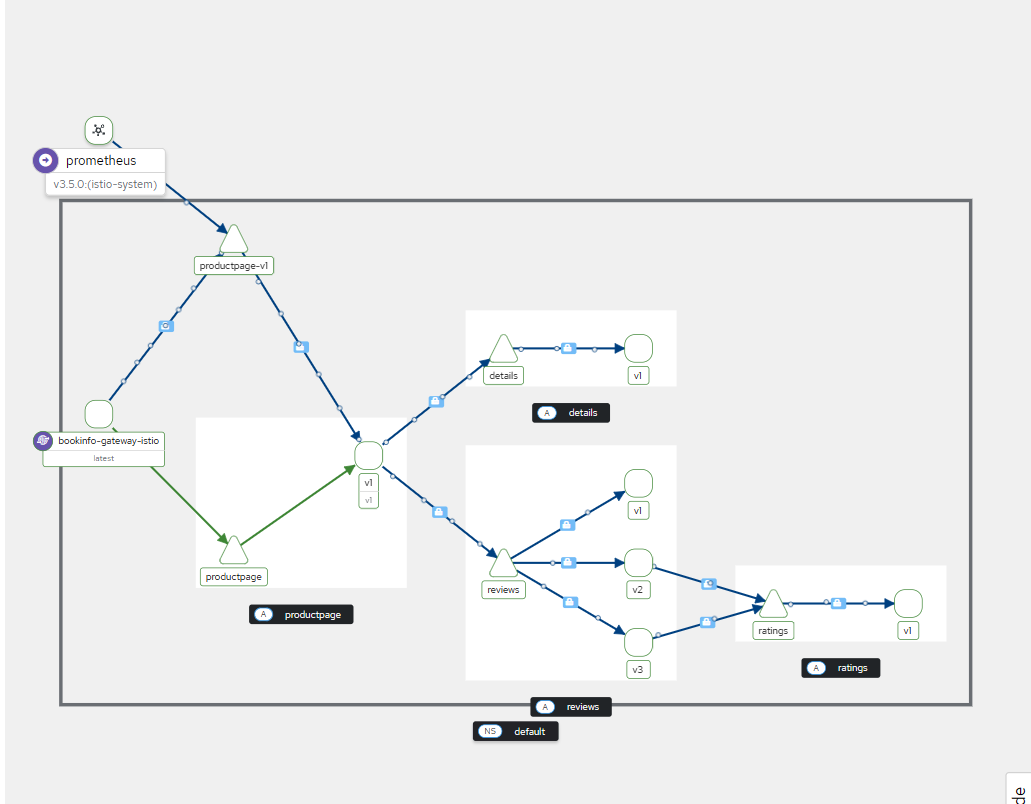 prometheus
v3.5.0:(istio-system)
productpage-v1
bookinfo-gateway-istio
latest
productpage
A productpage
v1
v1
details
v1
A details
reviews
v1
v2
v3
A reviews
ratings
v1
A ratings
NS default
de